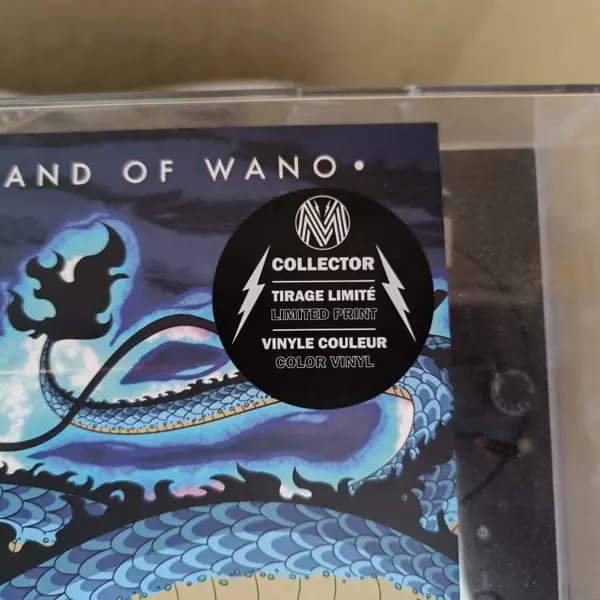 AND OF WANO •
M
COLLECTOR
TIRAGE LIMITÉ
LIMITED PRINT
VINYLE COULEUR
COLOR VINYL